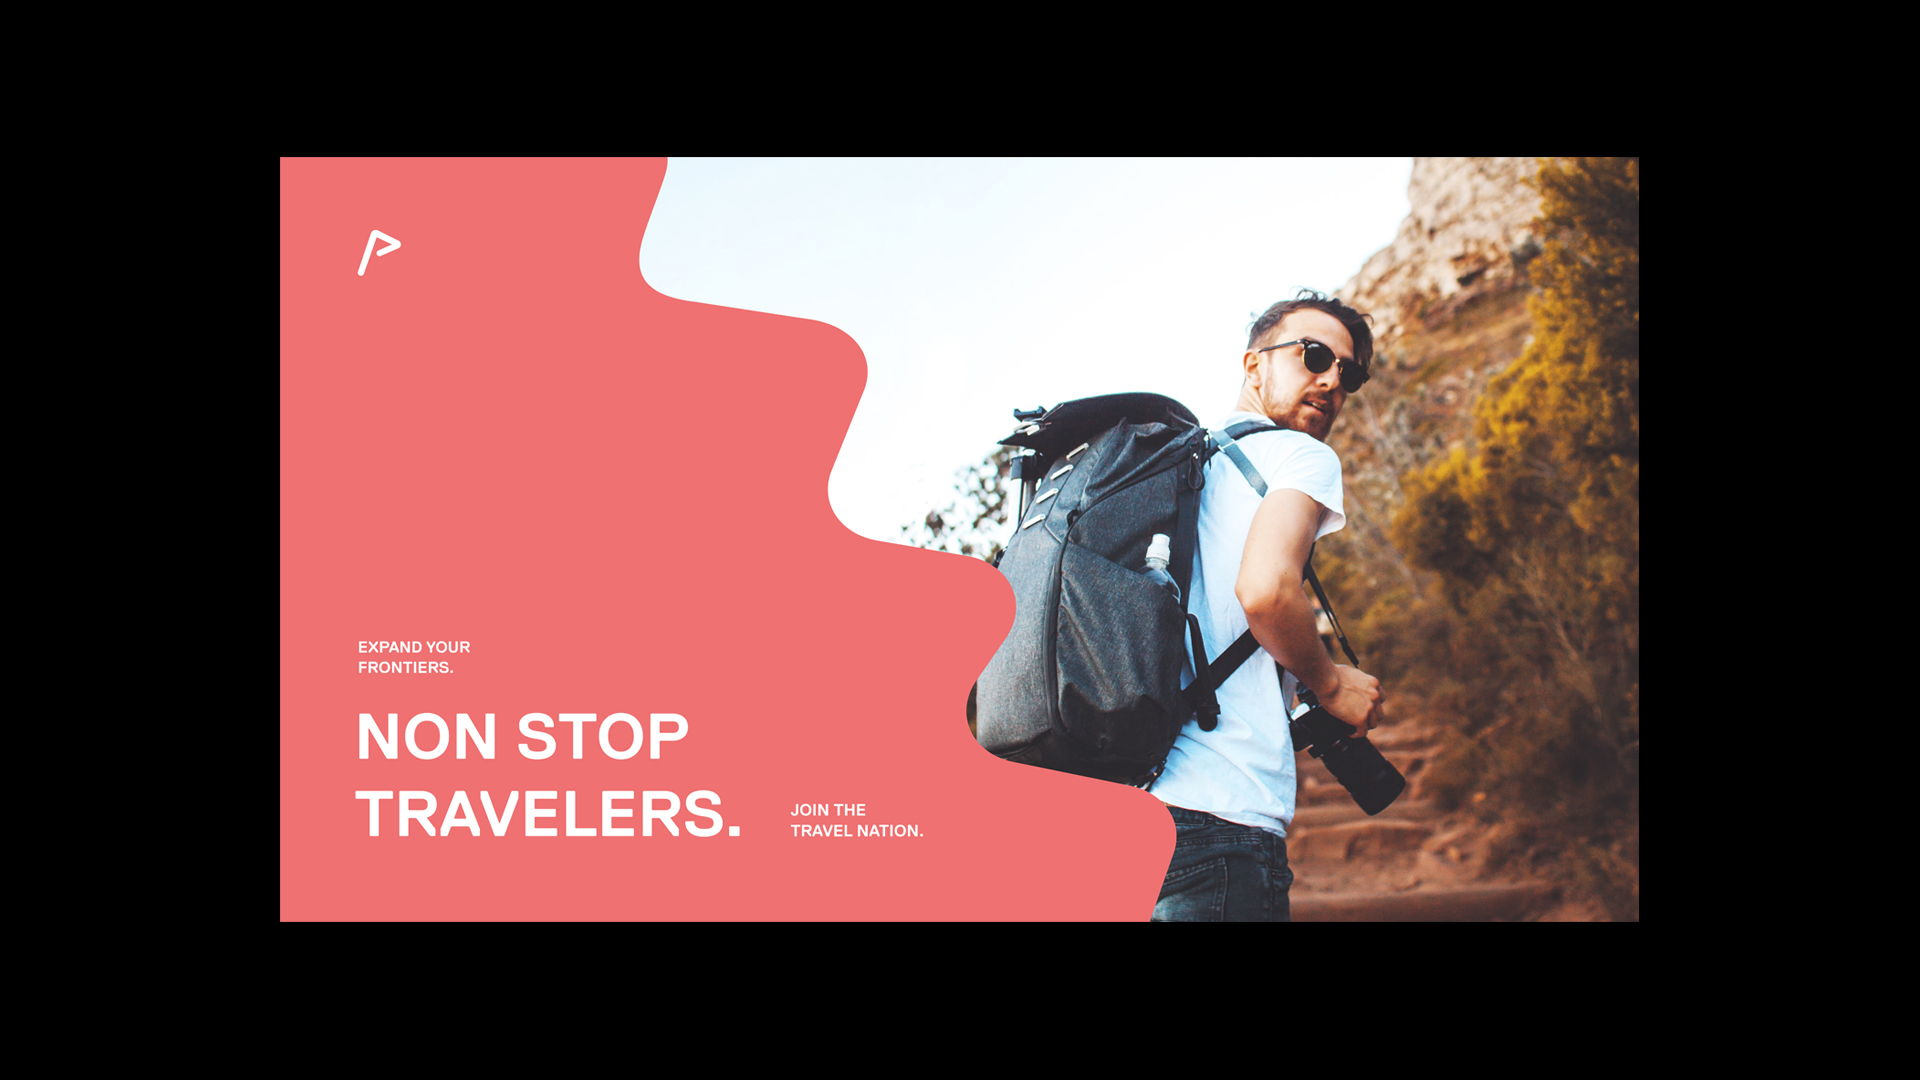 EXPAND YOUR
FRONTIERS.
NON STOP
TRAVELERS.
JOIN THE
TRAVEL NATION.